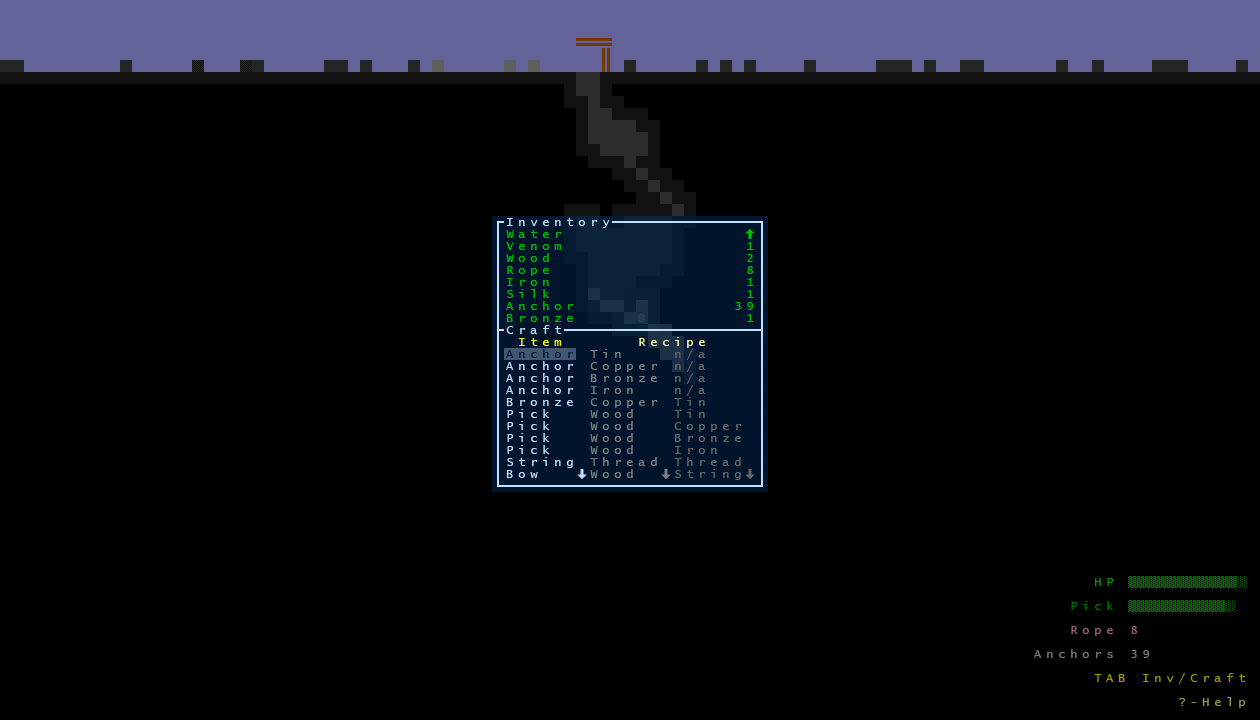 Inventory
Water
Venom 1
Wood 2
Rope 8
Iron 1
Silk 1
Anchor 39
Bronze 1
Craft
Item Recipe
Anchor Tin n/a
Anchor Copper n/a
Anchor Bronze n/a
Anchor Iron n/a
Bronze Copper Tin
Pick Wood Tin
Pick Wood Copper
Pick Wood Bronze
Pick Wood Iron
String Thread Thread
Bow Wood String
HP
Pick
Rope 8
Anchors 39
TAB Inv/Craft
?-Help